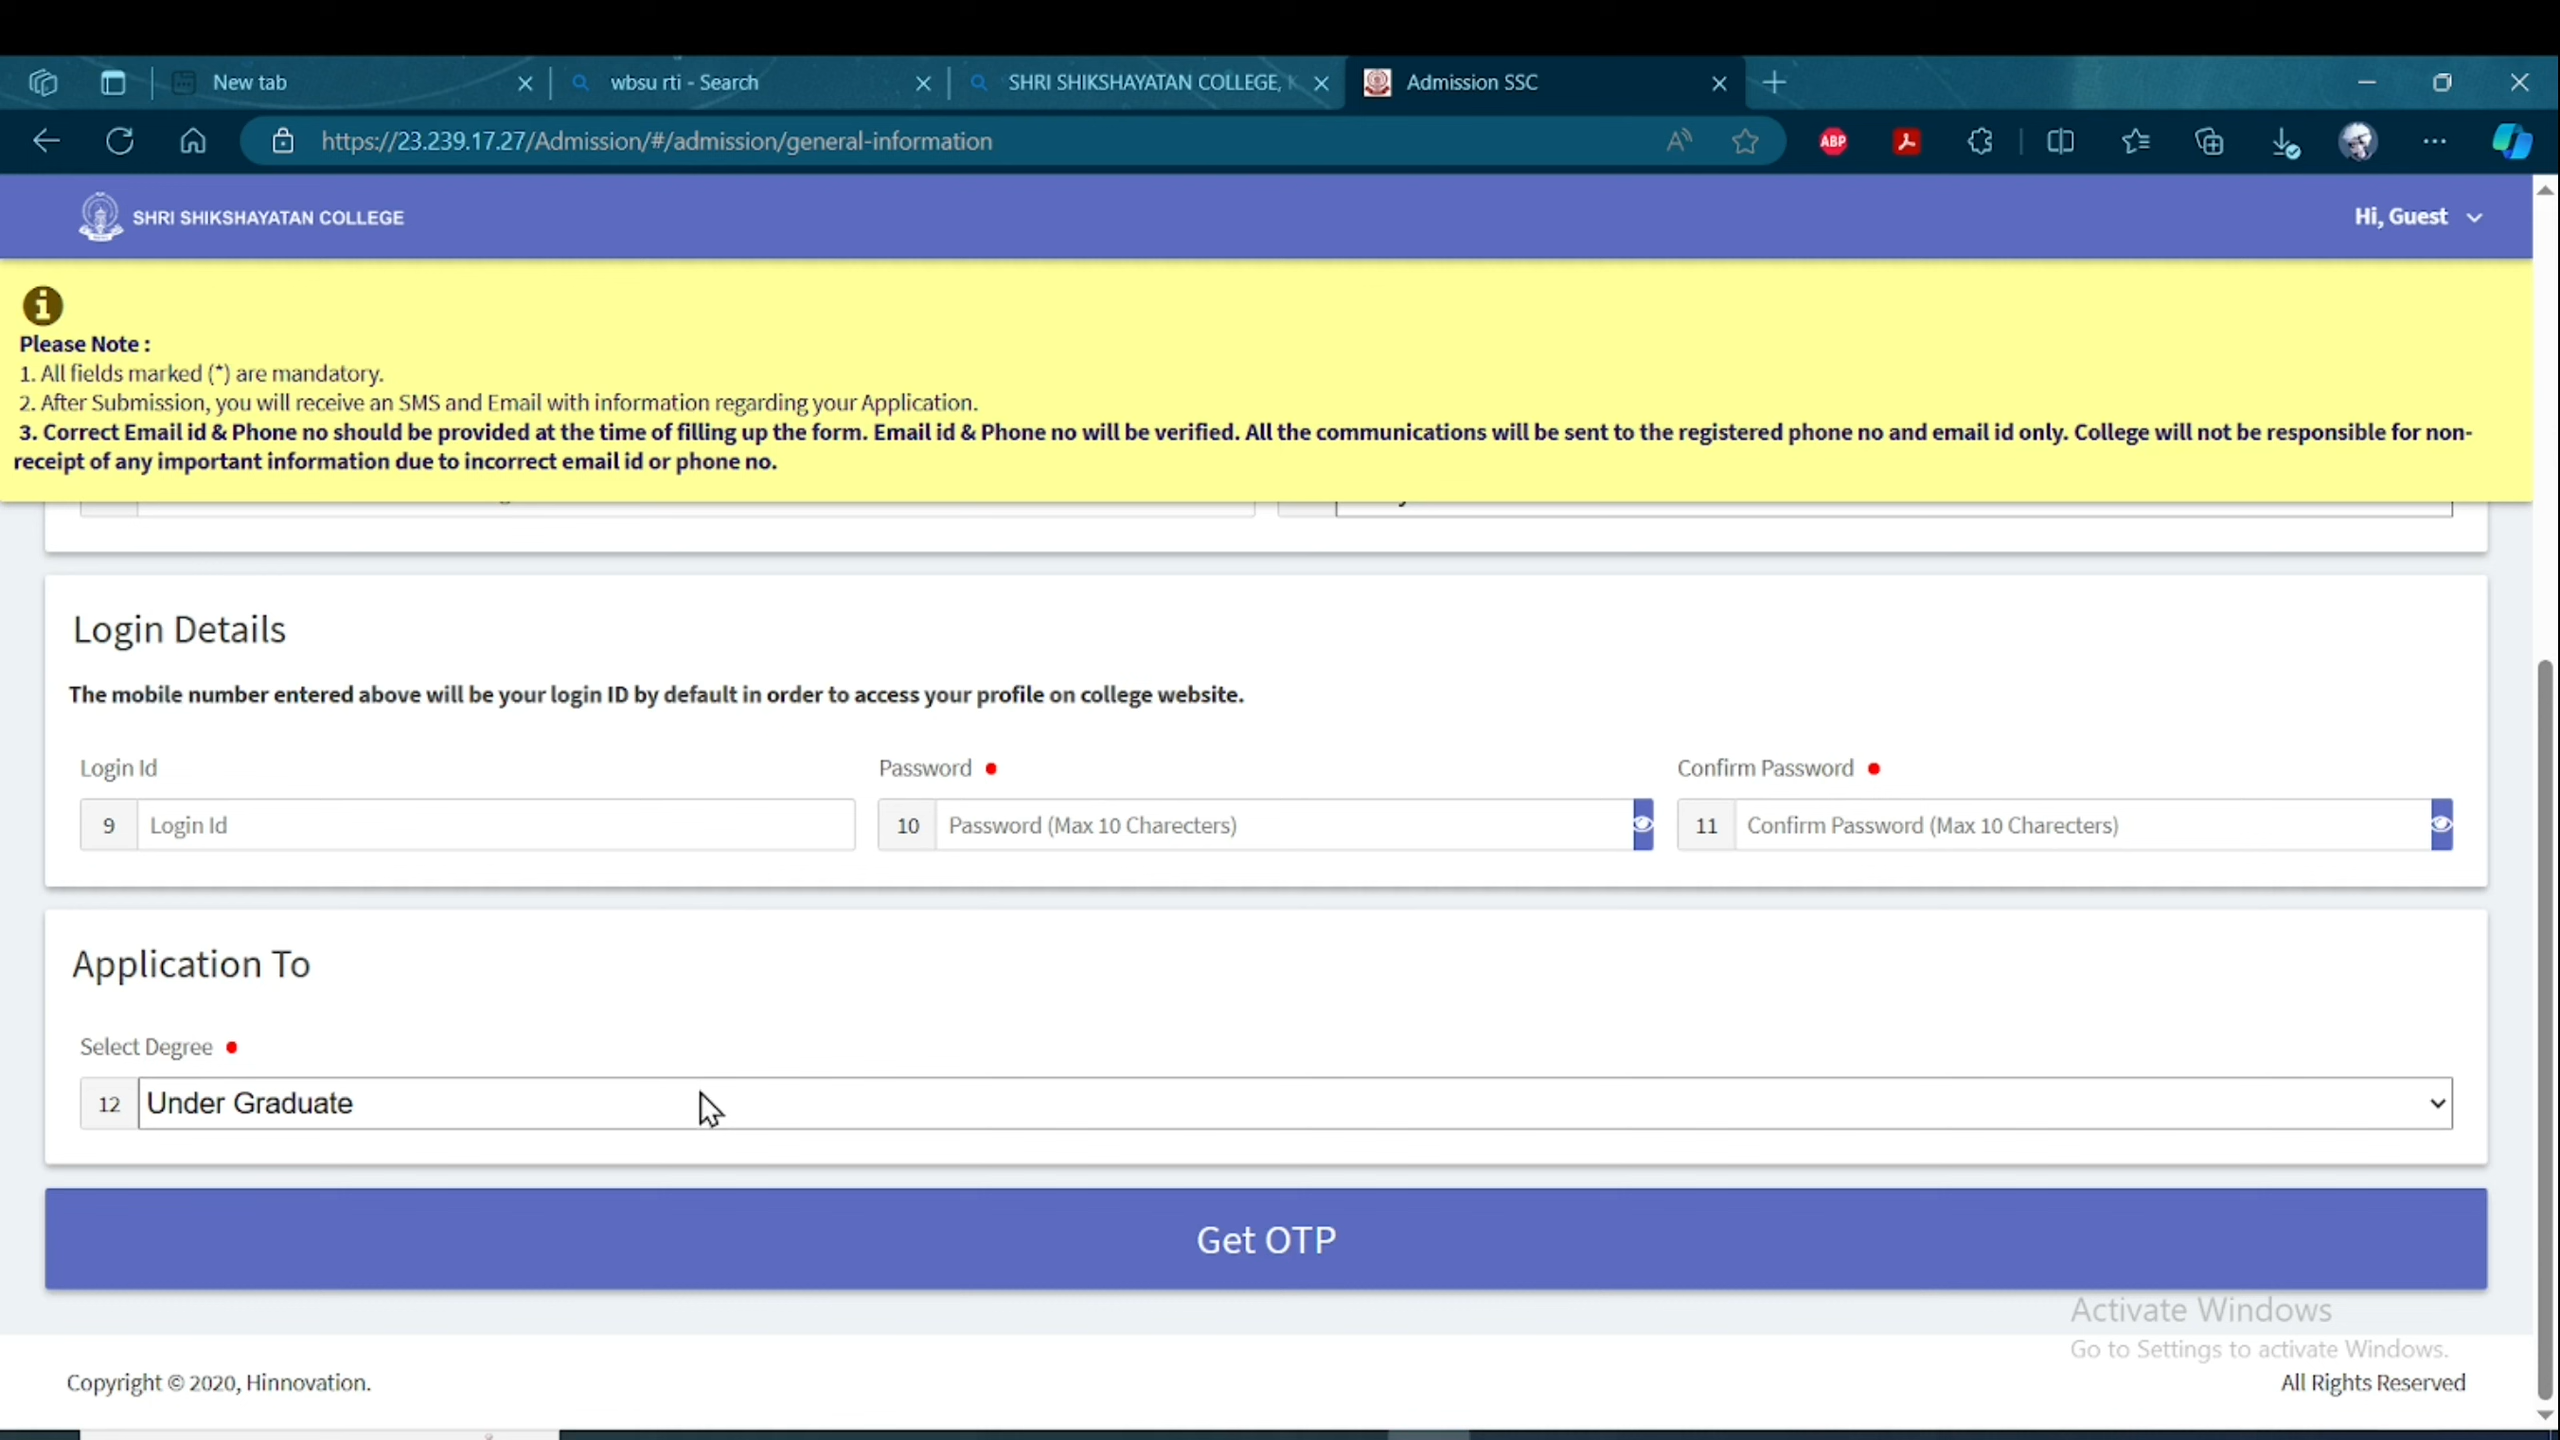 New tab
wbsu rti - Search
SHRI SHIKSHAYATAN COLLEGE,
Admission SSC
https://23.239.17.27/Admission/#/admission/general-information
ABP
SHRI SHIKSHAYATAN COLLEGE
Hi, Guest
Please Note :
1. All fields marked (*) are mandatory.
2. After Submission, you will receive an SMS and Email with information regarding your Application.
3. Correct Email id & Phone no should be provided at the time of filling up the form. Email id & Phone no will be verified. All the communications will be sent to the registered phone no and email id only. College will not be responsible for non-
receipt of any important information due to incorrect email id or phone no.
Login Details
The mobile number entered above will be your login ID by default in order to access your profile on college website.
Login Id
Password
Confirm Password
9 Login Id
10 Password (Max 10 Charecters)
11 Confirm Password (Max 10 Charecters)
Application To
Select Degree
12 Under Graduate
Get OTP
Activate Windows
Go to Settings to activate Windows.
Copyright © 2020, Hinnovation.
All Rights Reserved